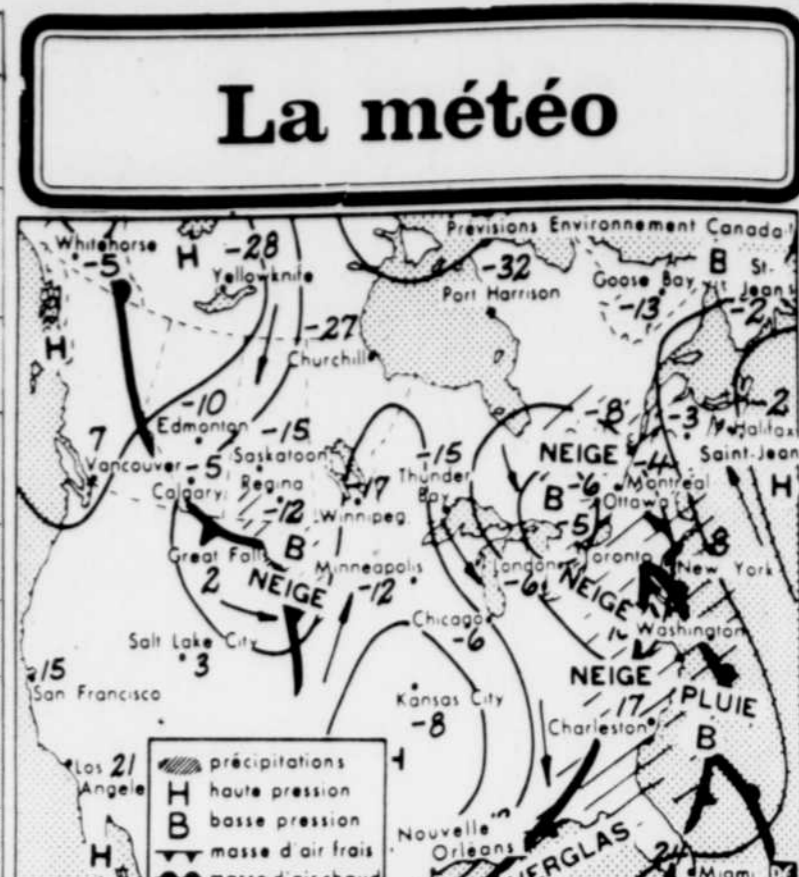 La météo
Prévisions Environnement Canada
Whitehorse
-5
H
-28
Yellowknife
-32
Port Harrison
Goose Bay
-13
B
St-
Jean's
-2
H
-27
Churchill
-10
Edmonton
7
Vancouver
-5
Calgary
-15
Saskatoon
Regina
-12
-17
Winnipeg
-15
Thunder
Bay
-8
NEIGE
-3
2
Halifax
Saint-Jean
-4
B
-6
Montréal
Ottawa
H
5
Toronto
8
New York
Great Fall
2
B
NEIGE
Minneapolis
-12
London
-6
NEIGE
Chicago
-6
Washington
Salt Lake City
3
15
San Francisco
NEIGE
Kansas City
-8
17
Charleston
PLUIE
B
Los
21
Angele
précipitations
H haute pression
B basse pression
masse d'air frais
H
Nouvelle
Orléans
VERGLAS
Miami